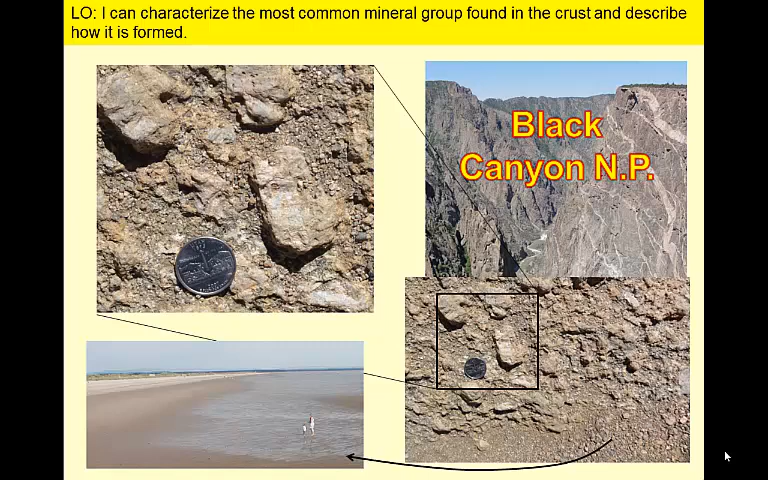 LO: I can characterize the most common mineral group found in the crust and describe
how it is formed.
Black
Canyon N.P.